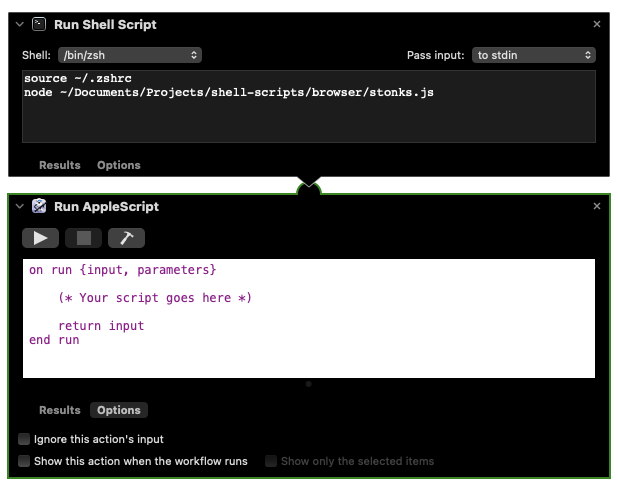 Run Shell Script
Shell: /bin/zsh Pass input: to stdin
source ~/.zshrc
node ~/Documents/Projects/shell-scripts/browser/stonks.js
Results Options
Run AppleScript
on run {input, parameters}
(* Your script goes here *)
return input
end run
Results Options
Ignore this action's input
Show this action when the workflow runs Show only the selected items